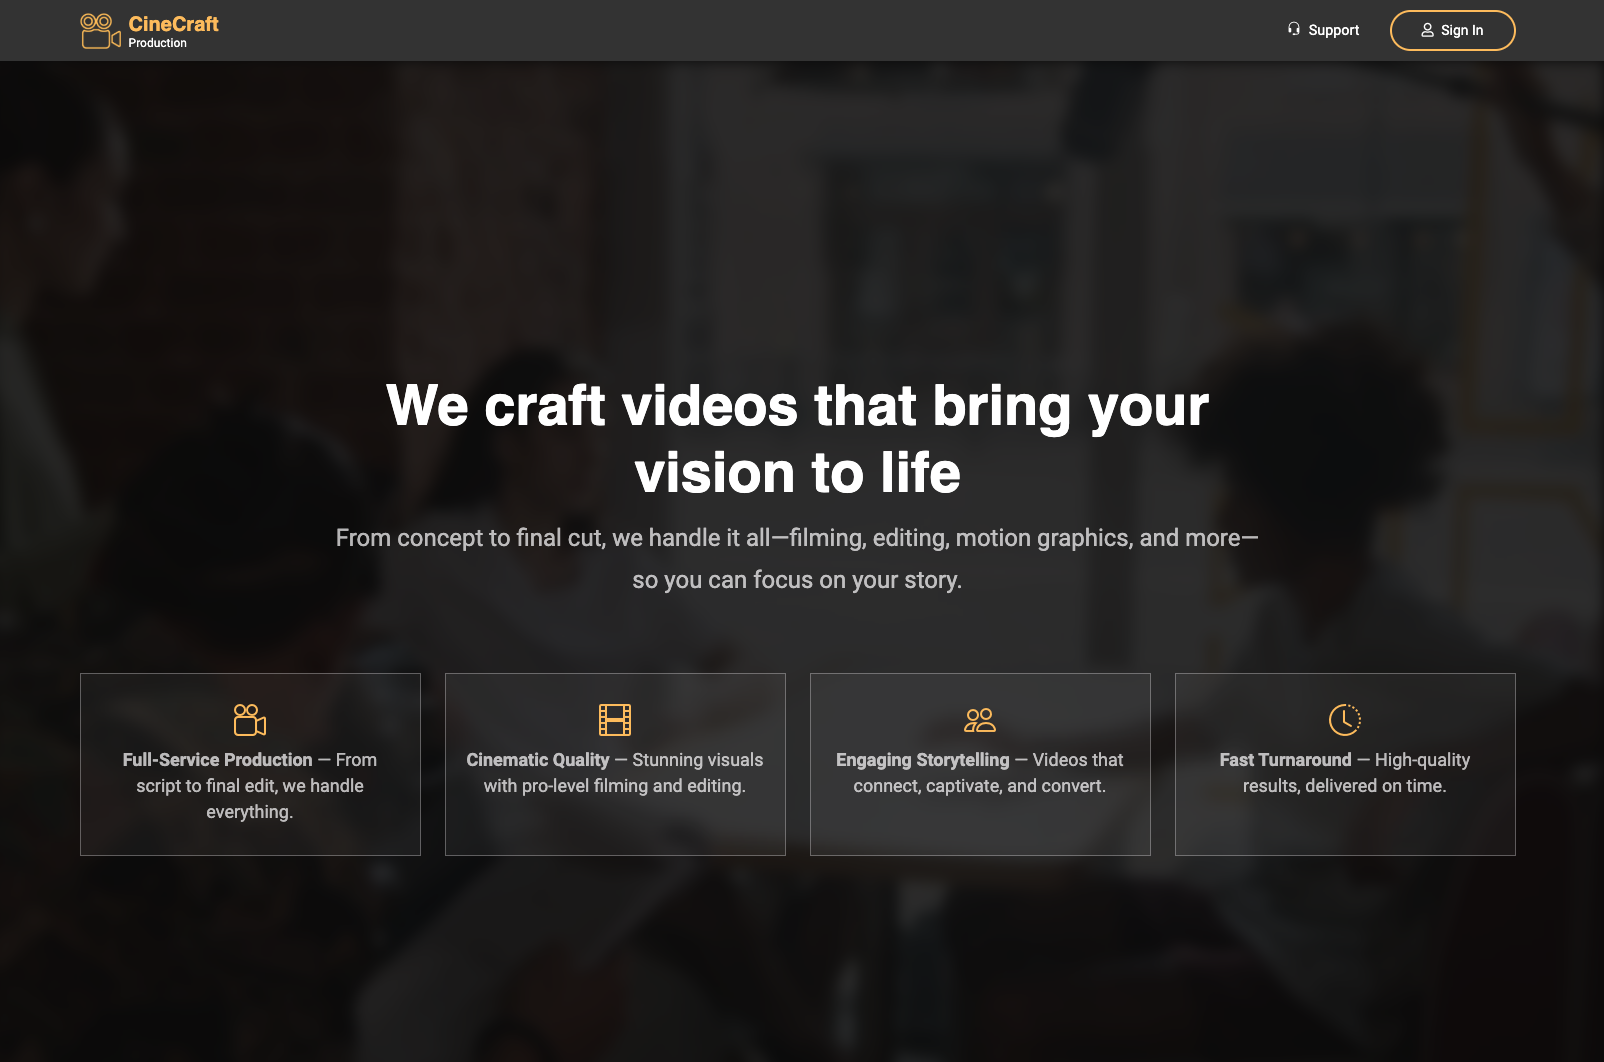 CineCraft
Production
Support
Sign In
We craft videos that bring your
vision to life
From concept to final cut, we handle it all—filming, editing, motion graphics, and more—
so you can focus on your story.
Full-Service Production — From
script to final edit, we handle
everything.
Cinematic Quality — Stunning visuals
with pro-level filming and editing.
Engaging Storytelling — Videos that
connect, captivate, and convert.
Fast Turnaround — High-quality
results, delivered on time.